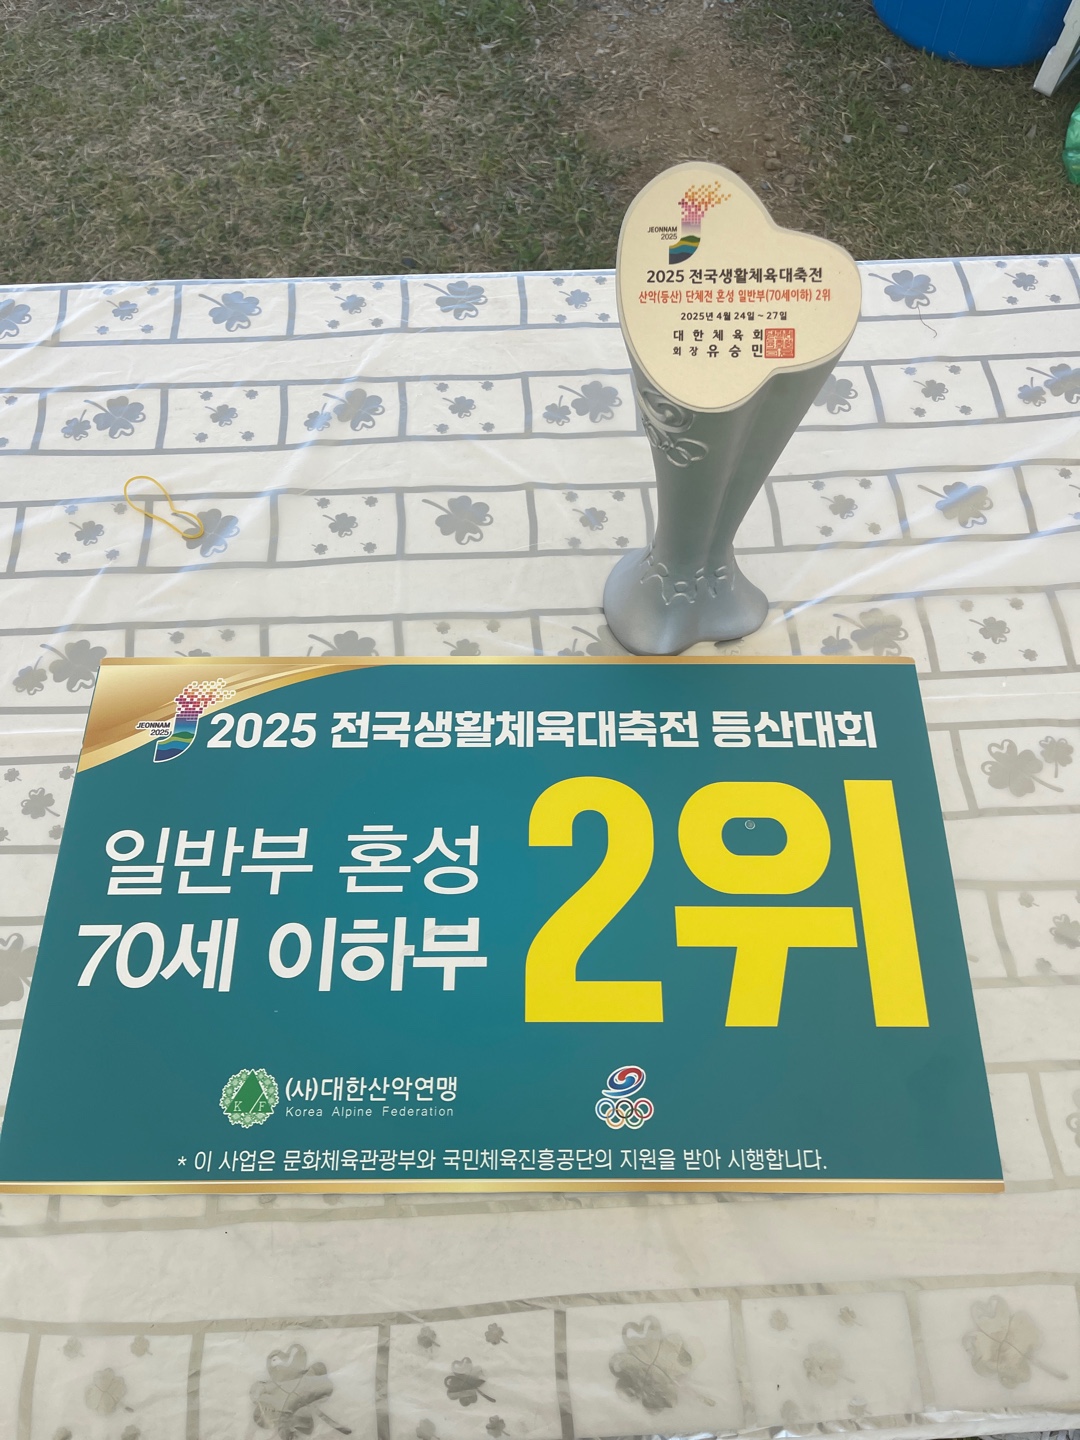 JEONNAM
2025
2025 전국생활체육대축전
산악(등산) 단체전 혼성 일반부(70세이하) 2위
2025년 4월 24일 ~ 27일
대한체육회
회장 유승민
JEONNAM
2025
2025 전국생활체육대축전 등산대회
일반부 혼성
70세 이하부
2위
K F
(사)대한산악연맹
Korea Alpine Federation
* 이 사업은 문화체육관광부와 국민체육진흥공단의 지원을 받아 시행합니다.